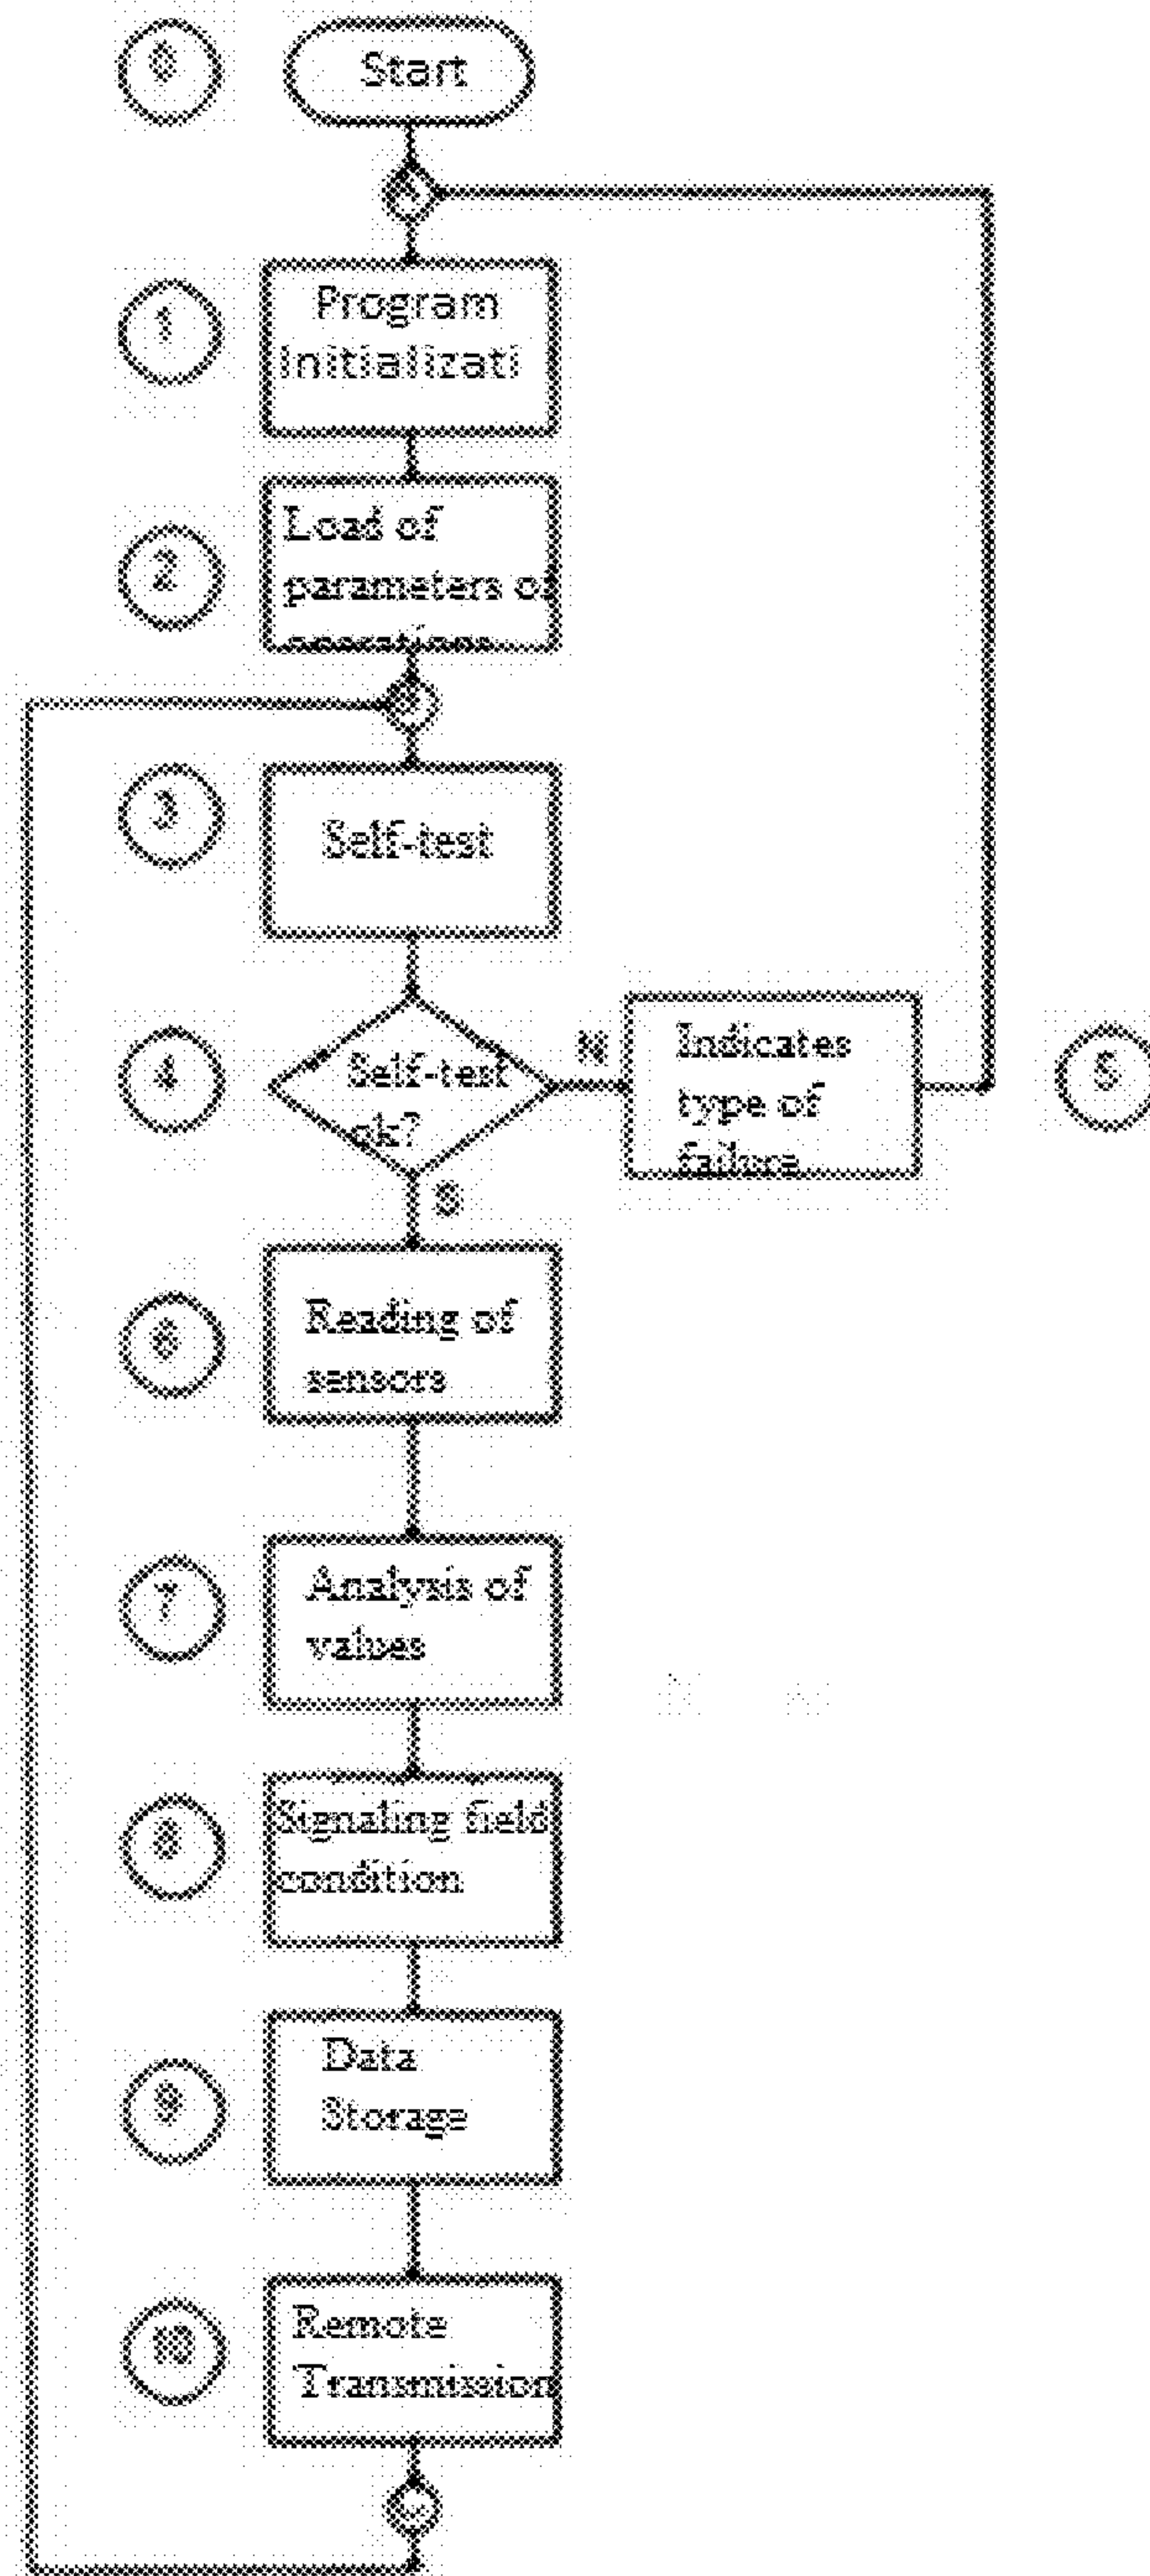 0
Start
1
Program
Initializati
2
Load of
parameters of
operations
3
Self-test
4
Self-test
ok?
N
Indicates
type of
failure
5
S
6
Reading of
sensors
7
Analysis of
values
8
Signaling field
condition
9
Data
Storage
10
Remote
Transmission